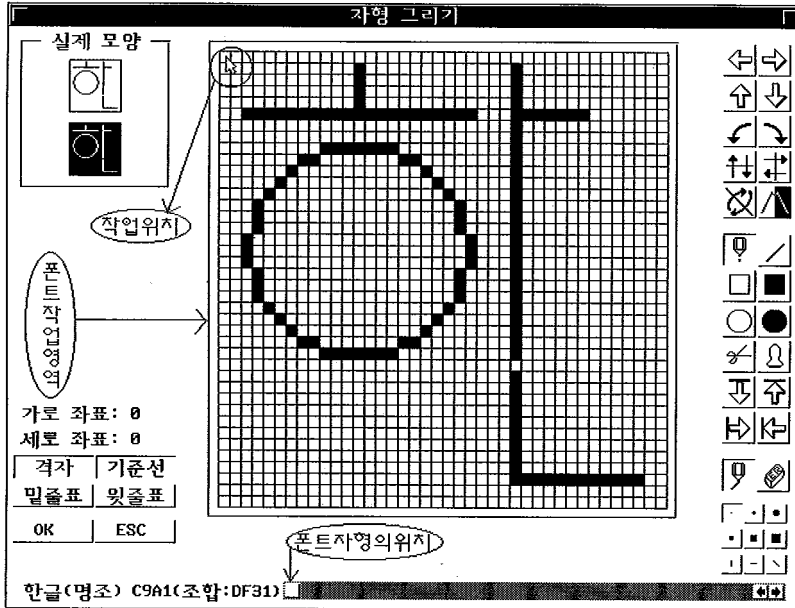 자형 그리기
실제 모양
작업위치
폰트작업영역
가로 좌표: 0
세로 좌표: 0
격자 기준선
밑줄표 윗줄표
OK ESC
폰트자형의위치
한글(명조) C9A1(조합:DF31)